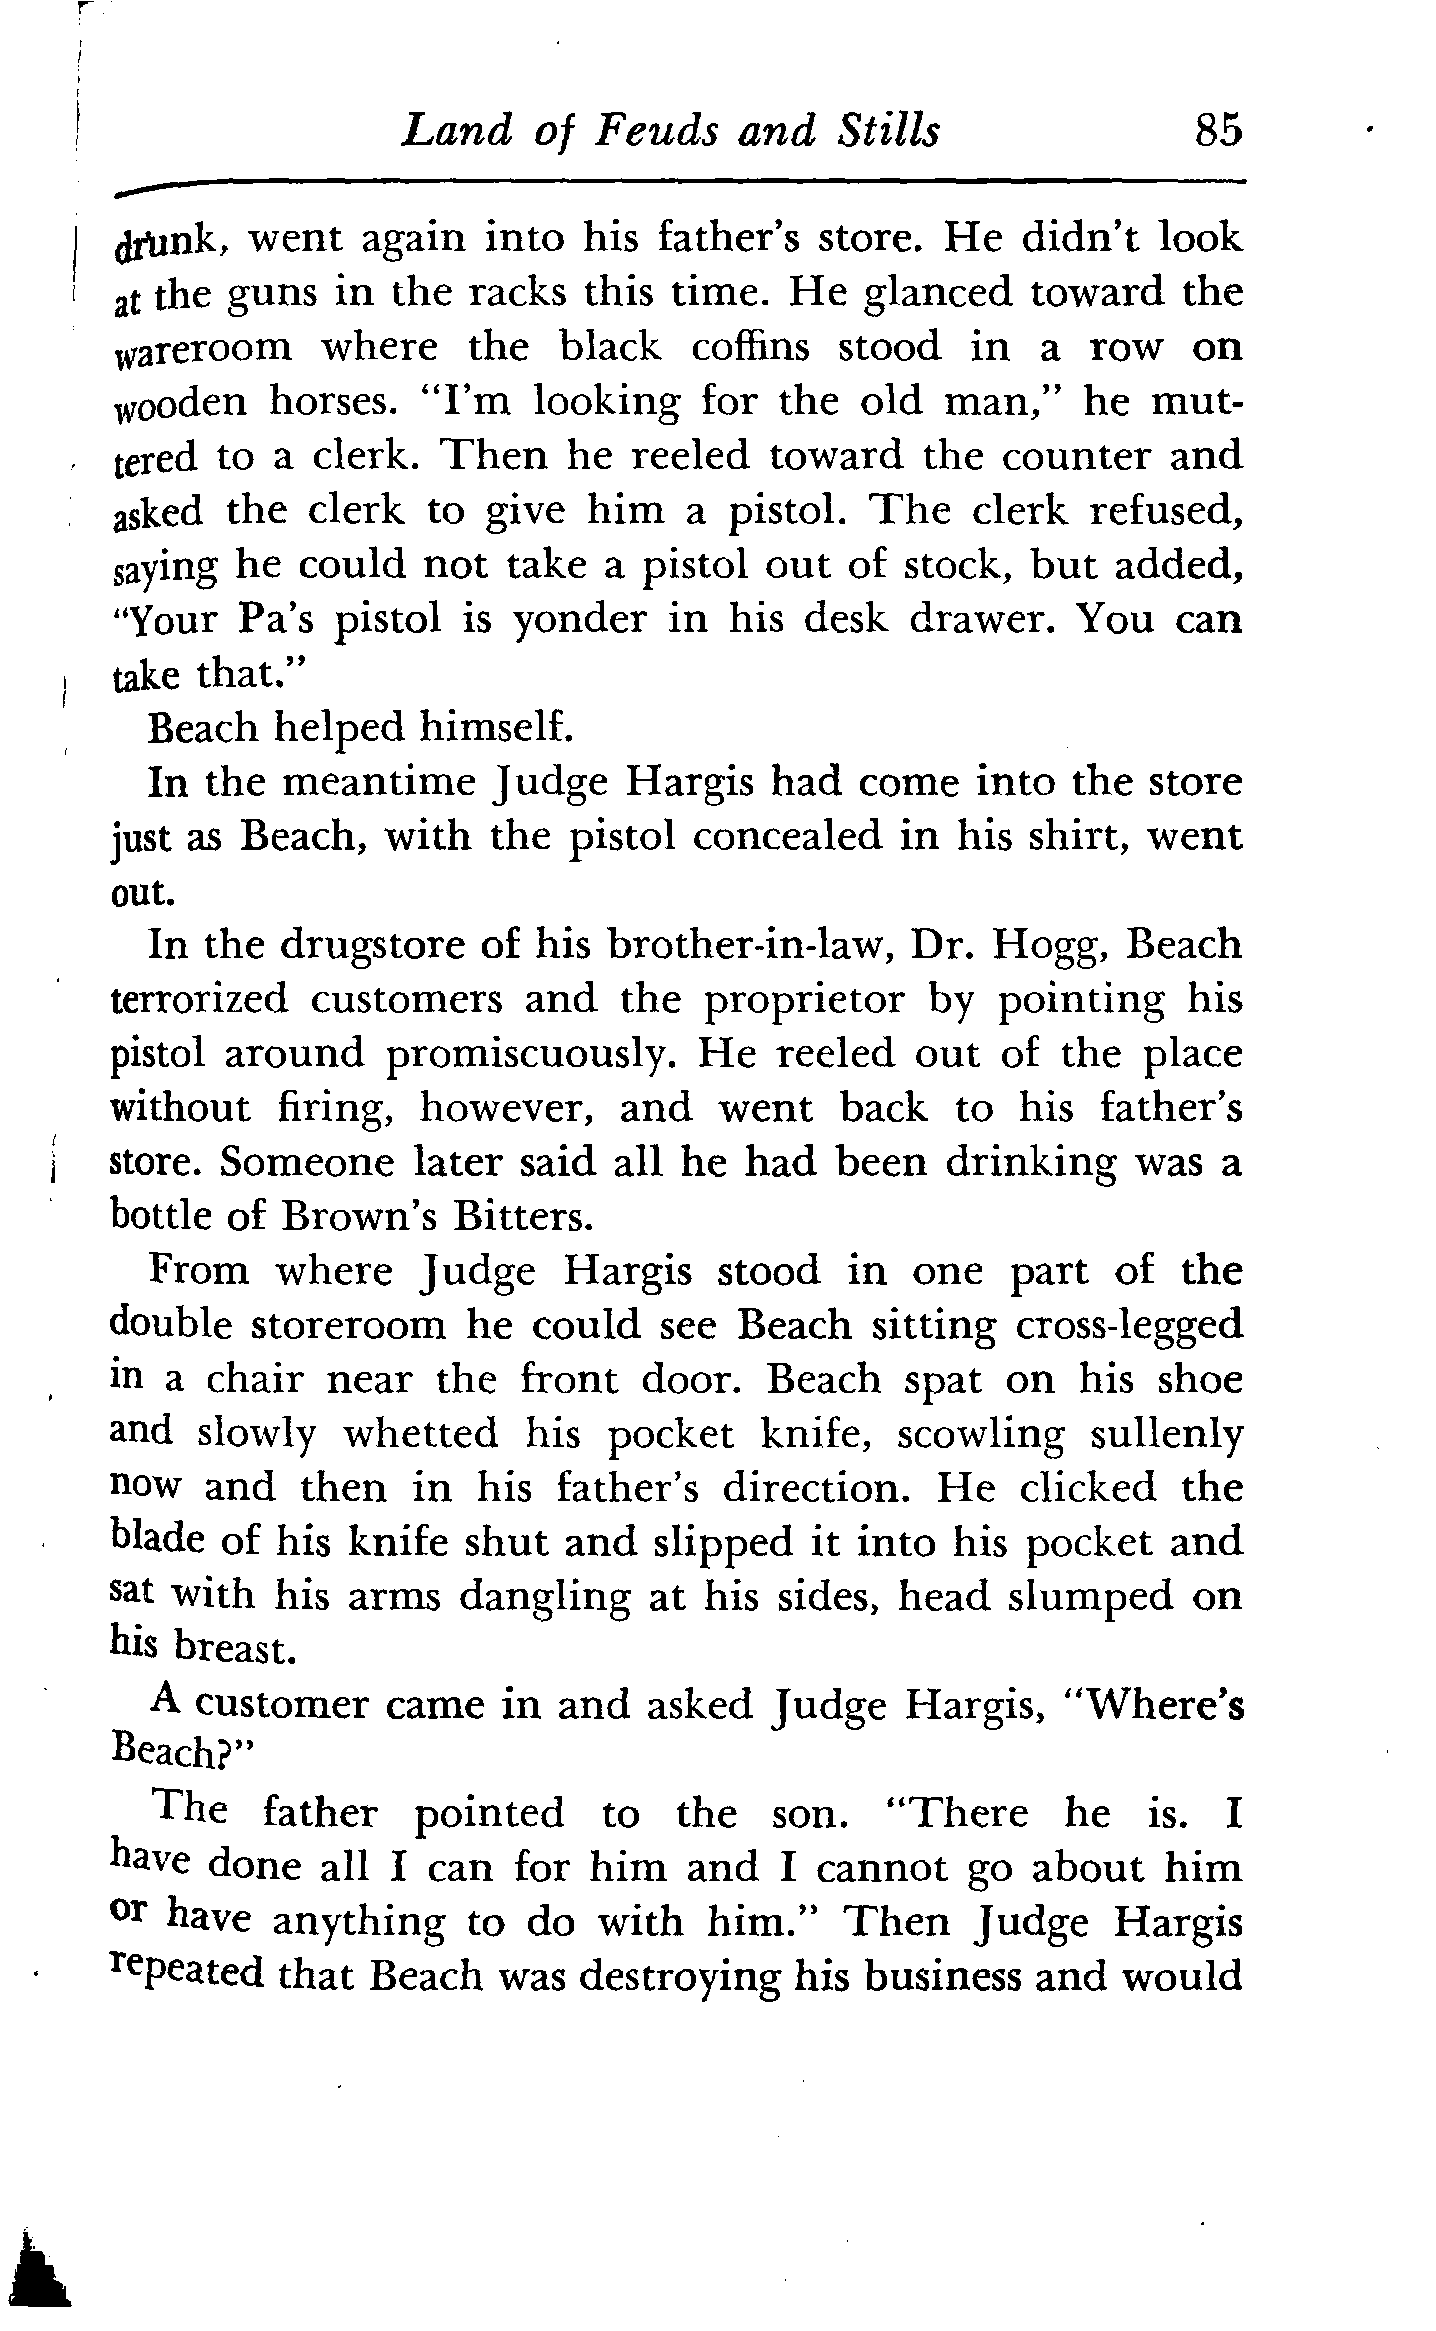 Land of Feuds and Stills 85
drunk, went again into his father's store. He didn't look
at the guns in the racks this time. He glanced toward the
wareroom where the black coffins stood in a row on
wooden horses. "I'm looking for the old man," he mut-
tered to a clerk. Then he reeled toward the counter and
asked the clerk to give him a pistol. The clerk refused,
saying he could not take a pistol out of stock, but added,
"Your Pa's pistol is yonder in his desk drawer. You can
take that."
Beach helped himself.
In the meantime Judge Hargis had come into the store
just as Beach, with the pistol concealed in his shirt, went
out.
In the drugstore of his brother-in-law, Dr. Hogg, Beach
terrorized customers and the proprietor by pointing his
pistol around promiscuously. He reeled out of the place
without firing, however, and went back to his father's
store. Someone later said all he had been drinking was a
bottle of Brown's Bitters.
From where Judge Hargis stood in one part of the
double storeroom he could see Beach sitting cross-legged
in a chair near the front door. Beach spat on his shoe
and slowly whetted his pocket knife, scowling sullenly
now and then in his father's direction. He clicked the
blade of his knife shut and slipped it into his pocket and
sat with his arms dangling at his sides, head slumped on
his breast.
A customer came in and asked Judge Hargis, "Where's
Beach?"
The father pointed to the son. "There he is. I
have done all I can for him and I cannot go about him
or have anything to do with him." Then Judge Hargis
repeated that Beach was destroying his business and would